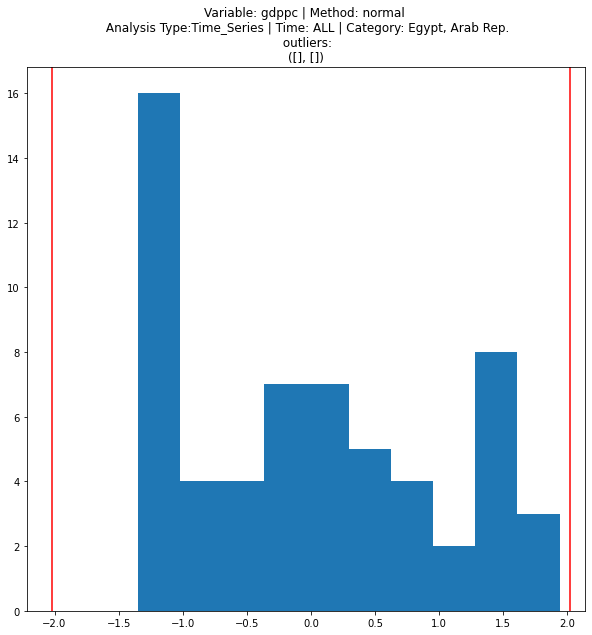 Variable: gdppc | Method: normal
Analysis Type:Time_Series | Time: ALL | Category: Egypt, Arab Rep.
outliers:
([], [])
16
14
12
10
8
6
4
2
0
−2.0 −1.5 −1.0 −0.5 0.0 0.5 1.0 1.5 2.0